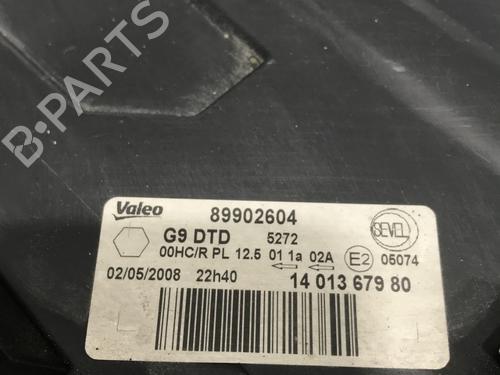 B-PARTS
Valeo 89902604
G9 DTD 5272 SEVEL
00HC/R PL 12.5 01 1a 02A E2 05074
02/05/2008 22h40 14 013 679 80